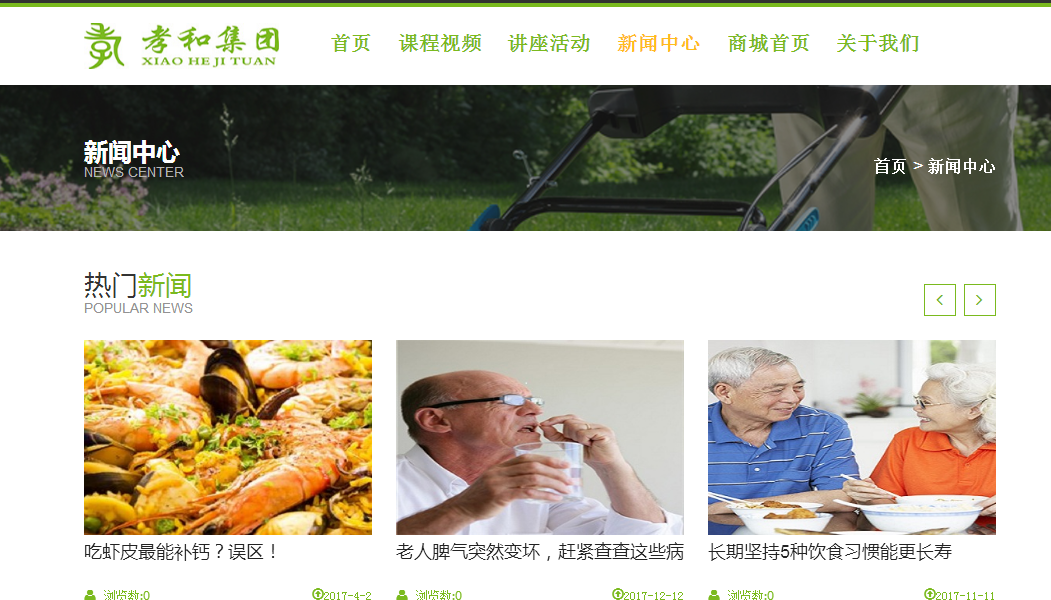 孝和集团
XIAO HE JI TUAN
首页 课程视频 讲座活动 新闻中心 商城首页 关于我们
新闻中心
NEWS CENTER
首页 > 新闻中心
热门新闻
POPULAR NEWS
吃虾皮最能补钙？误区！
老人脾气突然变坏，赶紧查查这些病
长期坚持5种饮食习惯能更长寿
浏览数:0 2017-4-2
浏览数:0 2017-12-12
浏览数:0 2017-11-11